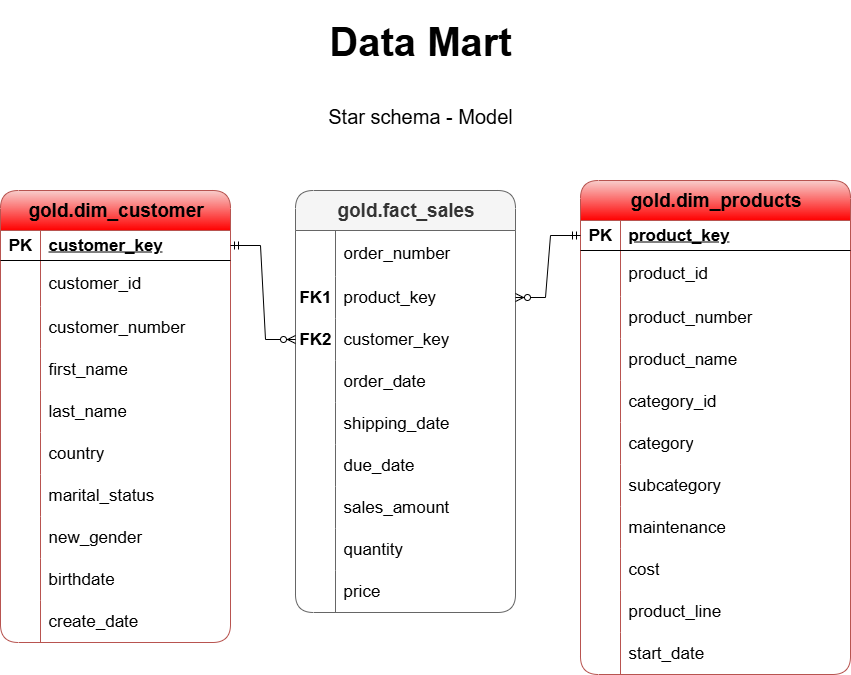 Data Mart
Star schema - Model
gold.dim_customer
PK customer_key
customer_id
customer_number
first_name
last_name
country
marital_status
new_gender
birthdate
create_date
gold.fact_sales
order_number
FK1 product_key
FK2 customer_key
order_date
shipping_date
due_date
sales_amount
quantity
price
gold.dim_products
PK product_key
product_id
product_number
product_name
category_id
category
subcategory
maintenance
cost
product_line
start_date